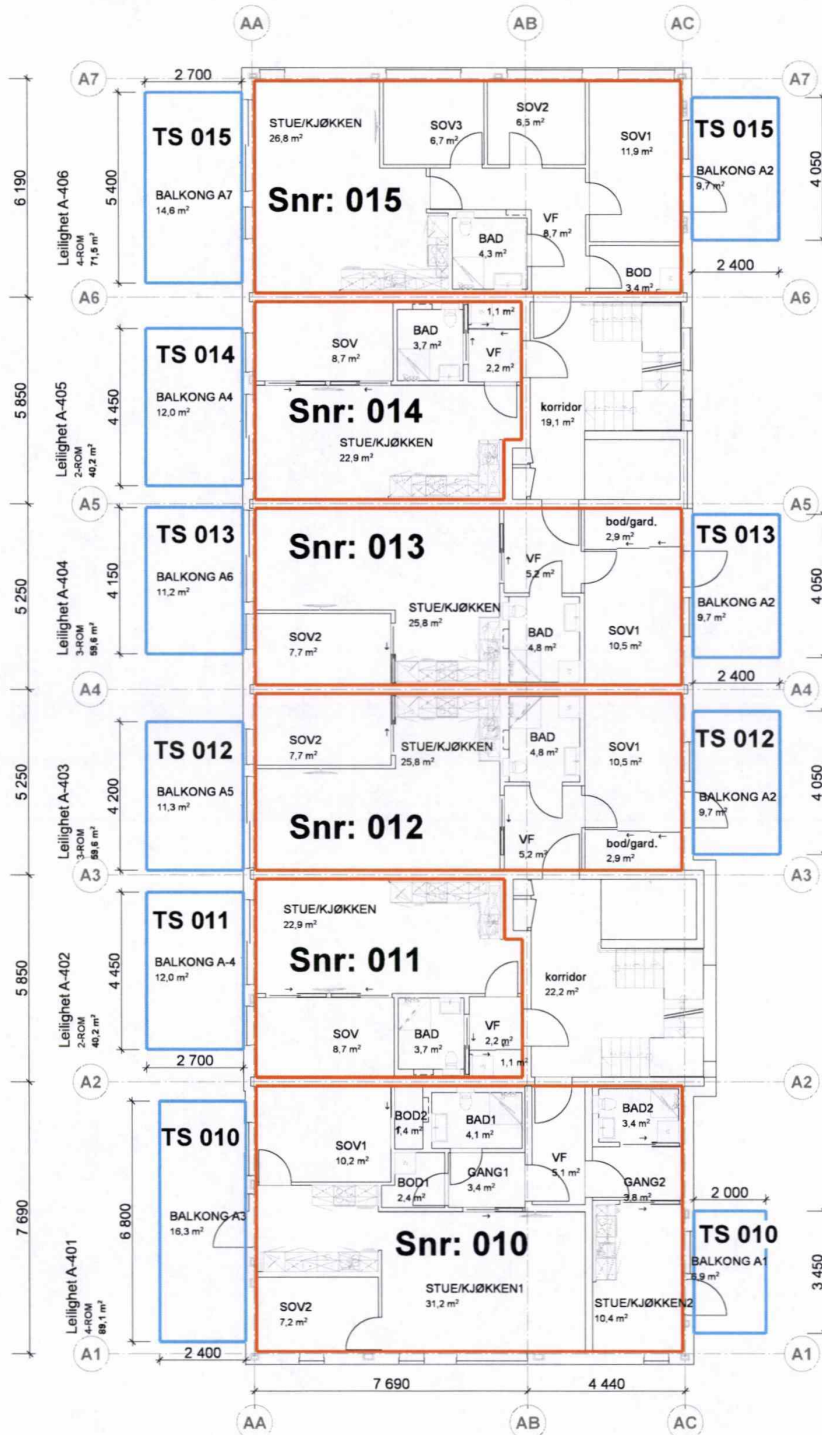 AA
AB
AC
A7
A7
2 700
TS 015
BALKONG A7
14,6 m²
5 400
6 190
Leilighet A-406
4-ROM
71,5 m²
STUE/KJØKKEN
26,8 m²
SOV3
6,7 m²
SOV2
6,5 m²
SOV1
11,9 m²
Snr: 015
VF
8,7 m²
BAD
4,3 m²
BOD
3,4 m²
TS 015
BALKONG A2
9,7 m²
4 050
2 400
A6
A6
TS 014
BALKONG A4
12,0 m²
4 450
5 850
Leilighet A-405
2-ROM
40,2 m²
SOV
8,7 m²
BAD
3,7 m²
1,1 m²
VF
2,2 m²
Snr: 014
STUE/KJØKKEN
22,9 m²
korridor
19,1 m²
A5
A5
TS 013
BALKONG A6
11,2 m²
4 150
5 250
Leilighet A-404
3-ROM
59,6 m²
Snr: 013
STUE/KJØKKEN
25,8 m²
SOV2
7,7 m²
VF
5,2 m²
bod/gard.
2,9 m²
BAD
4,8 m²
SOV1
10,5 m²
TS 013
BALKONG A2
9,7 m²
4 050
2 400
A4
A4
TS 012
BALKONG A5
11,3 m²
4 200
5 250
Leilighet A-403
3-ROM
59,6 m²
SOV2
7,7 m²
STUE/KJØKKEN
25,8 m²
BAD
4,8 m²
SOV1
10,5 m²
Snr: 012
VF
5,2 m²
bod/gard.
2,9 m²
TS 012
BALKONG A2
9,7 m²
4 050
A3
A3
TS 011
BALKONG A-4
12,0 m²
4 450
5 850
Leilighet A-402
2-ROM
40,2 m²
2 700
STUE/KJØKKEN
22,9 m²
Snr: 011
SOV
8,7 m²
BAD
3,7 m²
VF
2,2 m²
1,1 m²
korridor
22,2 m²
A2
A2
TS 010
BALKONG A3
16,3 m²
6 800
7 690
Leilighet A-401
4-ROM
89,1 m²
2 400
SOV1
10,2 m²
BOD2
1,4 m²
BAD1
4,1 m²
BOD1
2,4 m²
GANG1
3,4 m²
VF
5,1 m²
BAD2
3,4 m²
GANG2
3,8 m²
Snr: 010
STUE/KJØKKEN1
31,2 m²
SOV2
7,2 m²
STUE/KJØKKEN2
10,4 m²
2 000
TS 010
BALKONG A1
6,9 m²
3 450
A1
A1
7 690
4 440
AA
AB
AC